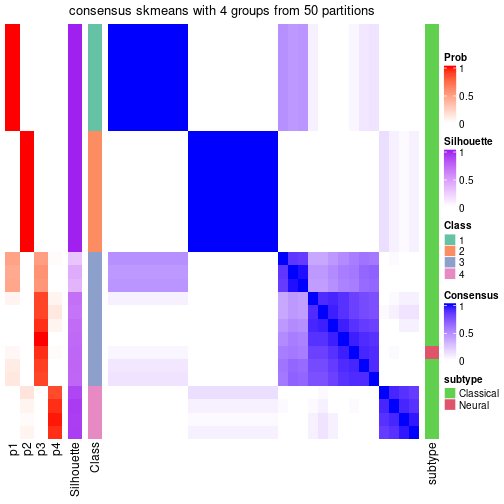 consensus skmeans with 4 groups from 50 partitions
Prob
1
0.5
0
Silhouette
1
0.5
0
Class
1
2
3
4
Consensus
1
0.5
0
subtype
Classical
Neural
p1
p2
p3
p4
Silhouette
Class
subtype